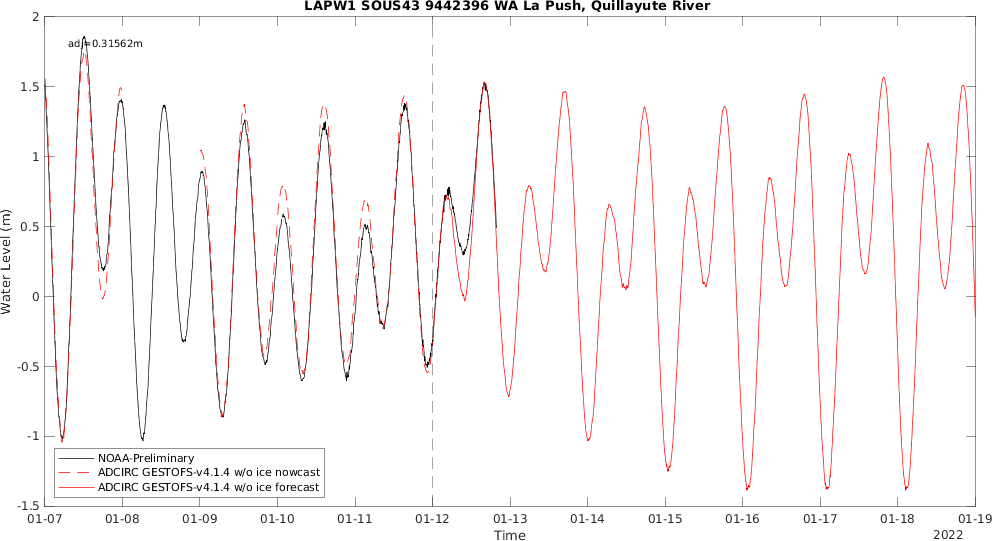 LAPW1 SOUS43 9442396 WA La Push, Quillayute River
ad =0.31562m
Water Level (m)
2
1.5
1
0.5
0
-0.5
-1
-1.5
NOAA-Preliminary
ADCIRC GESTOFS-v4.1.4 w/o ice nowcast
ADCIRC GESTOFS-v4.1.4 w/o ice forecast
01-07 01-08 01-09 01-10 01-11 01-12 01-13 01-14 01-15 01-16 01-17 01-18 01-19
Time
2022